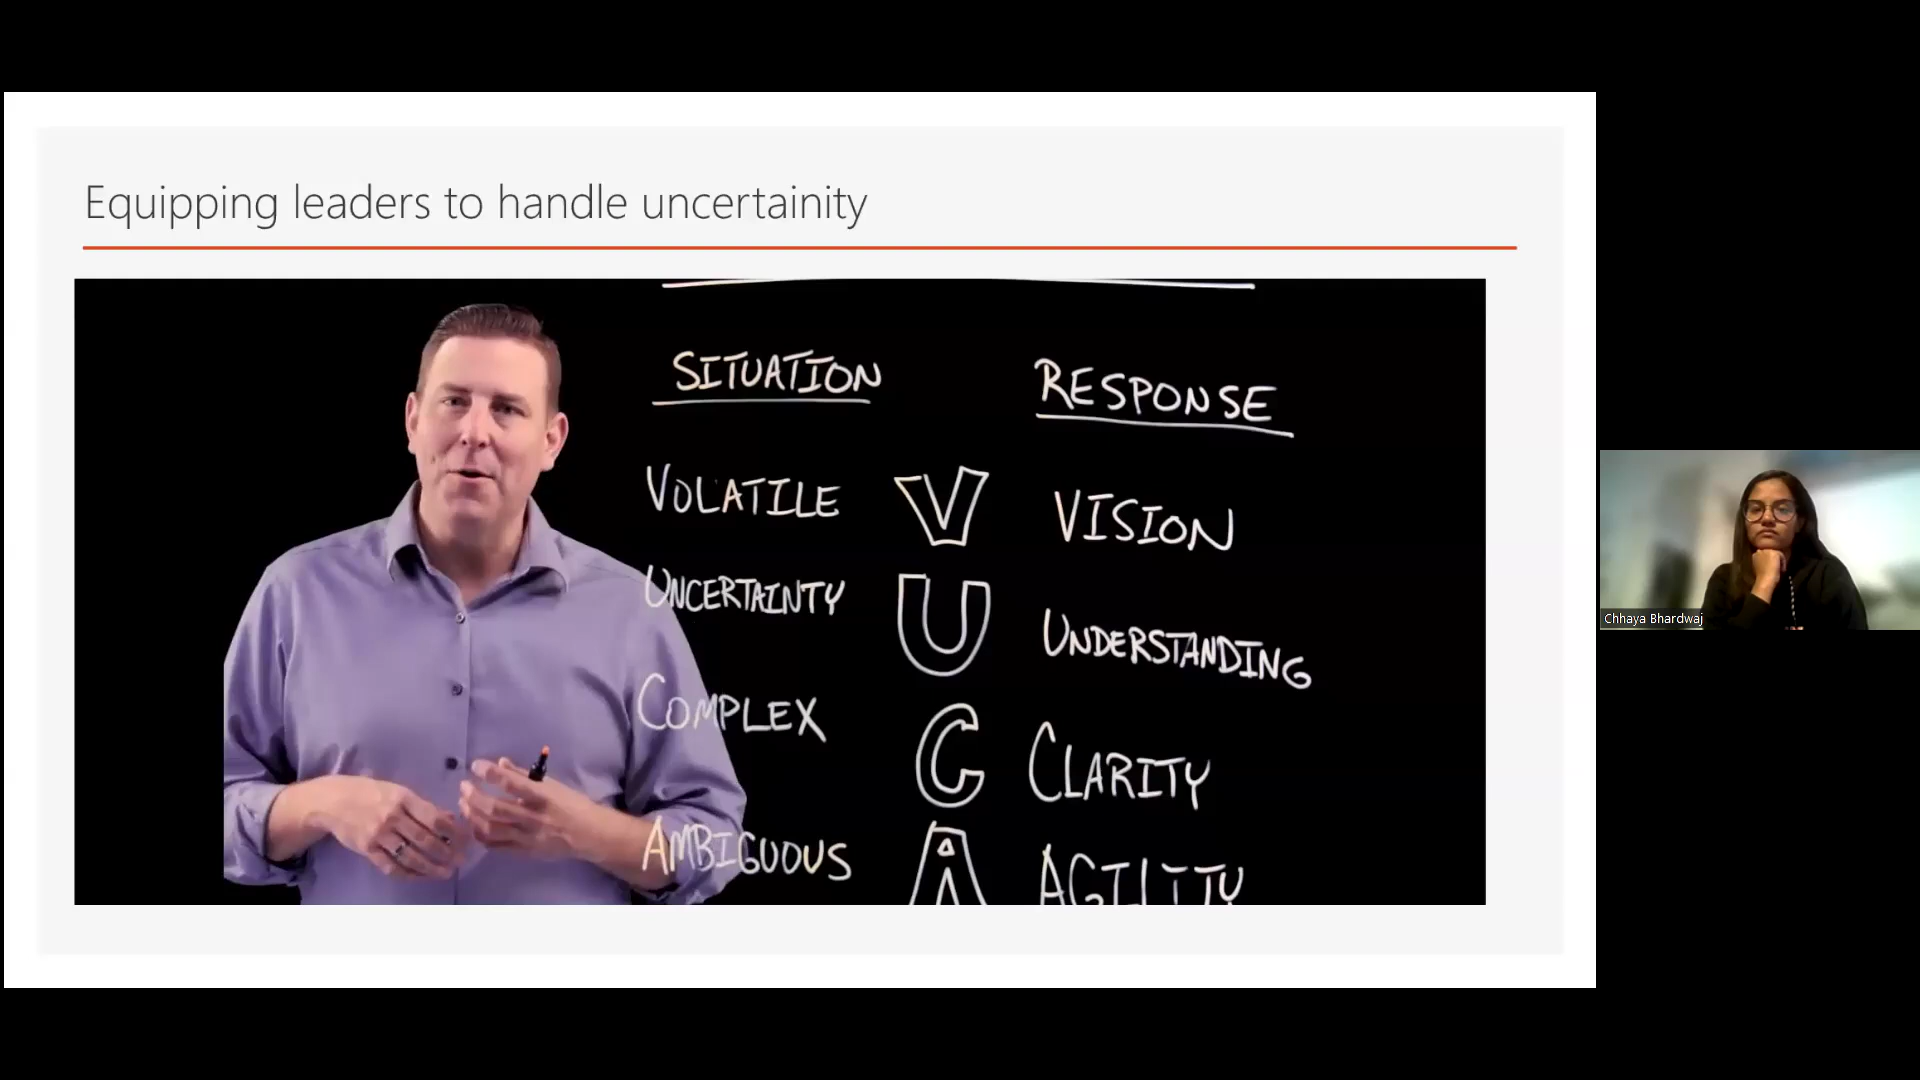 Equipping leaders to handle uncertainity
SITUATION
RESPONSE
VOLATILE V VISION
UNCERTAINTY U UNDERSTANDING
COMPLEX C CLARITY
AMBIGUOUS A AGILITY
Chhaya Bhardwaj